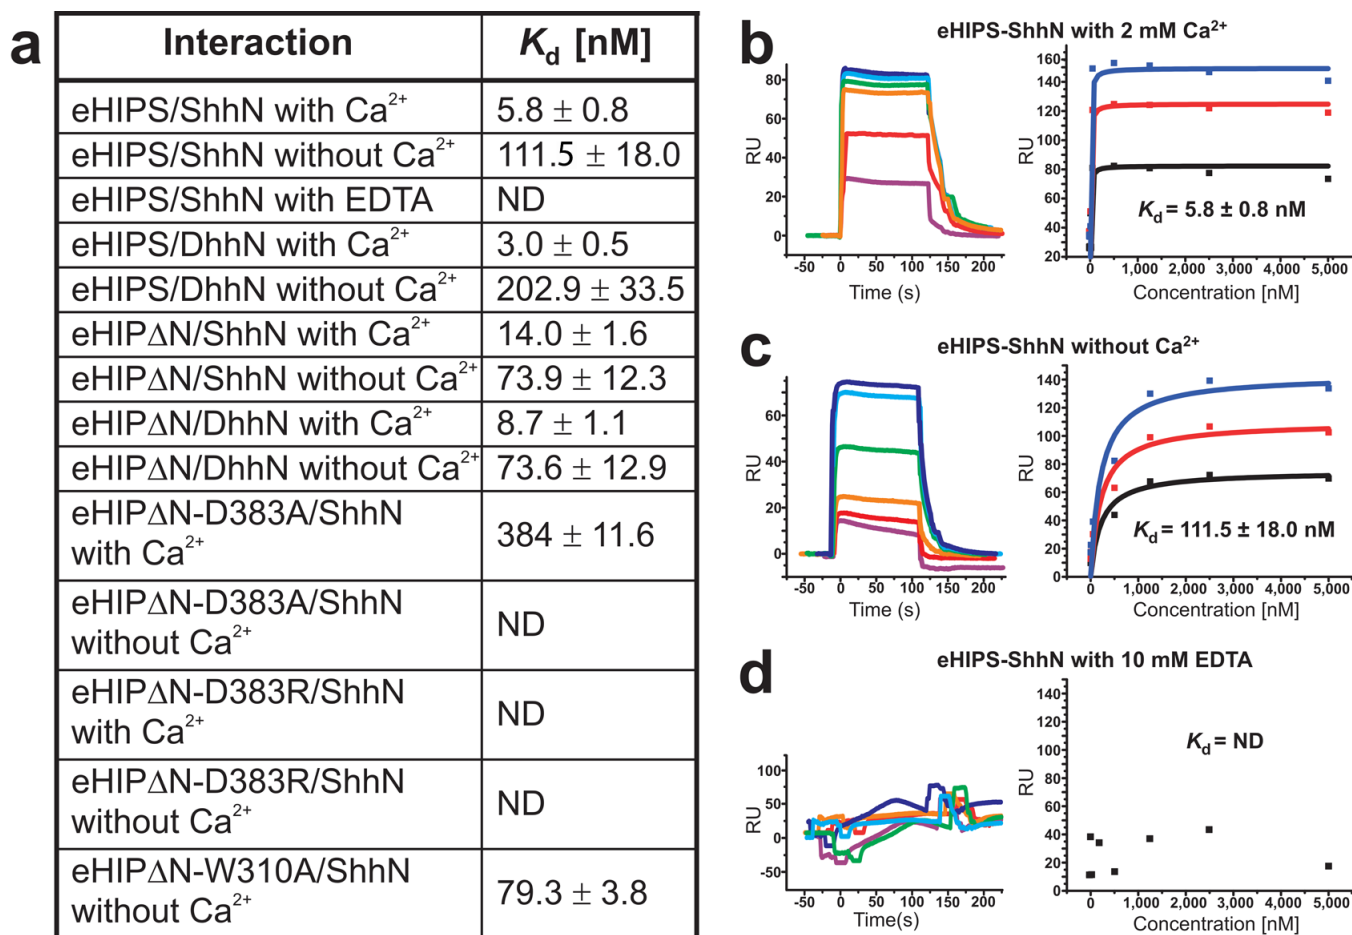 a
Interaction Kd [nM]
eHIPS/ShhN with Ca2+ 5.8 ± 0.8
eHIPS/ShhN without Ca2+ 111.5 ± 18.0
eHIPS/ShhN with EDTA ND
eHIPS/DhhN with Ca2+ 3.0 ± 0.5
eHIPS/DhhN without Ca2+ 202.9 ± 33.5
eHIPΔN/ShhN with Ca2+ 14.0 ± 1.6
eHIPΔN/ShhN without Ca2+ 73.9 ± 12.3
eHIPΔN/DhhN with Ca2+ 8.7 ± 1.1
eHIPΔN/DhhN without Ca2+ 73.6 ± 12.9
eHIPΔN-D383A/ShhN
with Ca2+
384 ± 11.6
eHIPΔN-D383A/ShhN
without Ca2+
ND
eHIPΔN-D383R/ShhN
with Ca2+
ND
eHIPΔN-D383R/ShhN
without Ca2+
ND
eHIPΔN-W310A/ShhN
without Ca2+
79.3 ± 3.8
b
eHIPS-ShhN with 2 mM Ca2+
RU
80
60
40
20
0
-50 0 50 100 150 200
Time (s)
RU
160
140
120
100
80
60
40
20
Kd = 5.8 ± 0.8 nM
0 1,000 2,000 3,000 4,000 5,000
Concentration [nM]
c
eHIPS-ShhN without Ca2+
RU
60
40
20
0
-50 0 50 100 150 200
Time (s)
RU
140
120
100
80
60
40
20
0
Kd = 111.5 ± 18.0 nM
0 1,000 2,000 3,000 4,000 5,000
Concentration [nM]
d
eHIPS-ShhN with 10 mM EDTA
RU
100
50
0
-50
-50 0 50 100 150 200
Time(s)
RU
140
120
100
80
60
40
20
0
Kd = ND
0 1,000 2,000 3,000 4,000 5,000
Concentration [nM]